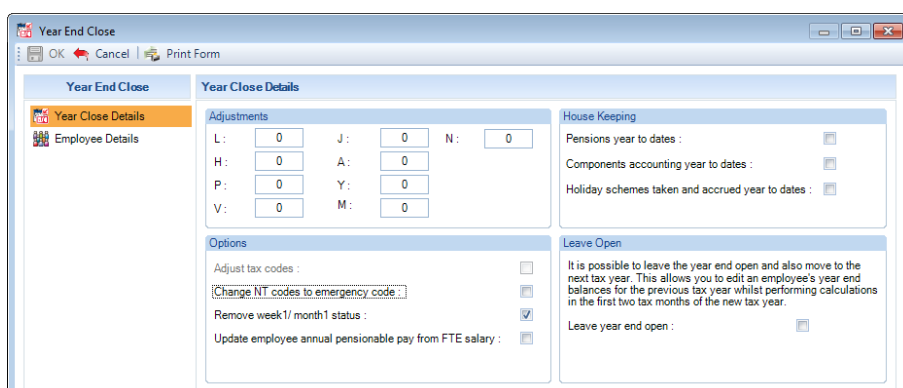 Year End Close
OK Cancel Print Form
Year End Close
Year Close Details
Employee Details
Year Close Details
Adjustments
L : 0 J : 0 N : 0
H : 0 A : 0
P : 0 Y : 0
V : 0 M : 0
House Keeping
Pensions year to dates :
Components accounting year to dates :
Holiday schemes taken and accrued year to dates :
Options
Adjust tax codes :
Change NT codes to emergency code :
Remove week1/ month1 status :
Update employee annual pensionable pay from FTE salary :
Leave Open
It is possible to leave the year end open and also move to the
next tax year. This allows you to edit an employee's year end
balances for the previous tax year whilst performing calculations
in the first two tax months of the new tax year.
Leave year end open :